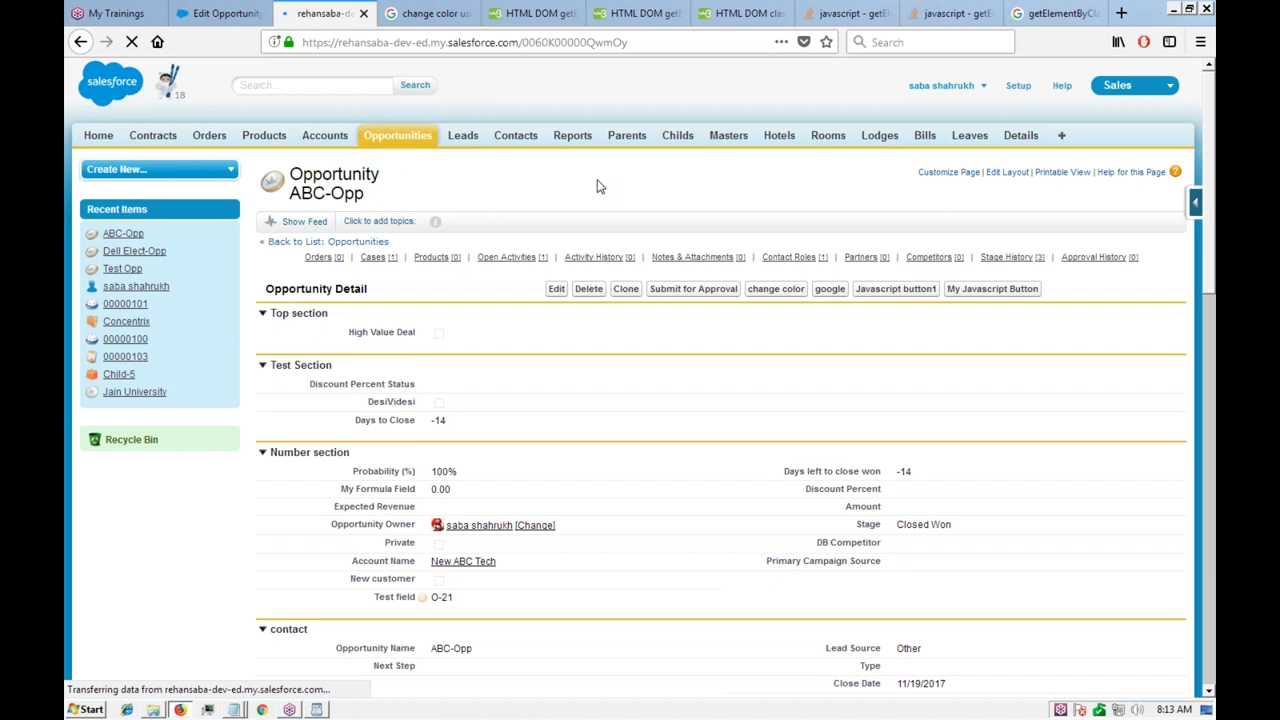 My Trainings
Edit Opportunity
rehansaba-d
change color us
HTML DOM getE
HTML DOM getE
HTML DOM clas
javascript - getE
javascript - getE
getElementByCla
https://rehansaba-dev-ed.my.salesforce.com/0060K00000QwmOy
Search
salesforce
18
Search...
Search
saba shahrukh
Setup
Help
Sales
Home
Contracts
Orders
Products
Accounts
Opportunities
Leads
Contacts
Reports
Parents
Childs
Masters
Hotels
Rooms
Lodges
Bills
Leaves
Details
Create New...
Recent Items
ABC-Opp
Dell Elect-Opp
Test Opp
saba shahrukh
00000101
Concentrix
00000100
00000103
Child-5
Jain University
Recycle Bin
Opportunity
ABC-Opp
Customize Page | Edit Layout | Printable View | Help for this Page
Show Feed
Click to add topics:
« Back to List: Opportunities
Orders [0] | Cases [1] | Products [0] | Open Activities [1] | Activity History [0] | Notes & Attachments [0] | Contact Roles [1] | Partners [0] | Competitors [0] | Stage History [3] | Approval History [0]
Opportunity Detail
Edit
Delete
Clone
Submit for Approval
change color
google
Javascript button1
My Javascript Button
Top section
High Value Deal
Test Section
Discount Percent Status
DesiVidesi
Days to Close -14
Number section
Probability (%) 100%
Days left to close won -14
My Formula Field 0.00
Discount Percent
Expected Revenue
Amount
Opportunity Owner saba shahrukh [Change]
Stage Closed Won
Private
DB Competitor
Account Name New ABC Tech
Primary Campaign Source
New customer
Test field O-21
contact
Opportunity Name ABC-Opp
Lead Source Other
Next Step
Type
Close Date 11/19/2017
Transferring data from rehansaba-dev-ed.my.salesforce.com...
Start
8:13 AM